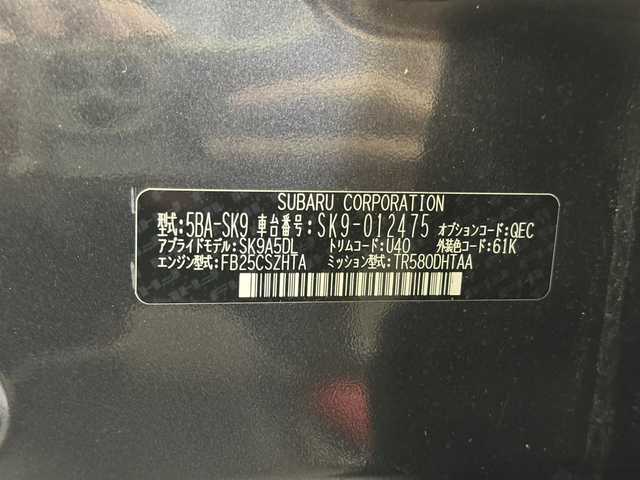 SUBARU CORPORATION
型式:5BA-SK9 車台番号:SK9-012475 オプションコード:QEC
アプライドモデル:SK9A5DL トリムコード:U40 外装色コード:61K
エンジン型式:FB25CSZHTA ミッション型式:TR580DHTAA